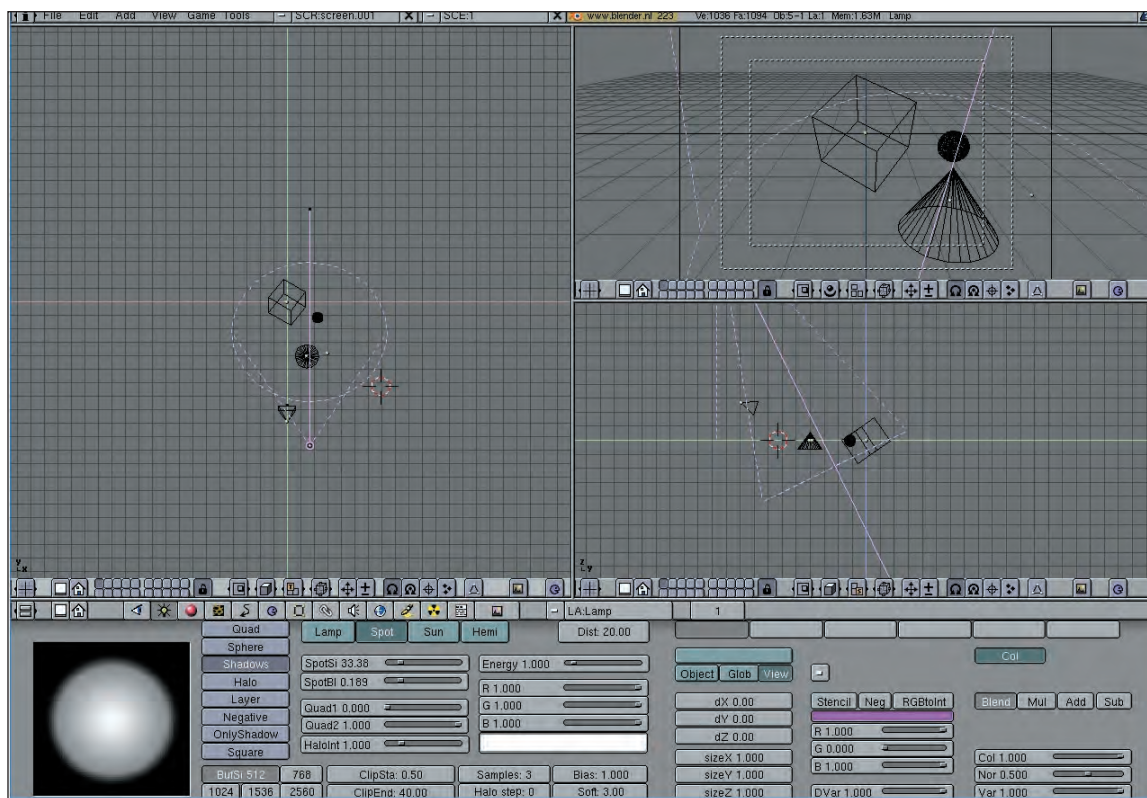 File Edit Add View Game Tools SCR:screen.001 X SCE:1 X www.blender.nl 223 Ve:1036 Fa:1094 Ob:5-1 La:1 Mem:1.63M Lamp
y
x
z
y
LA:Lamp 1
Quad
Sphere
Shadows
Halo
Layer
Negative
OnlyShadow
Square
BufSi 512 768
1024 1536 2560
Lamp Spot Sun Hemi Dist: 20.00
SpotSi 33.38
SpotBl 0.189
Quad1 0.000
Quad2 1.000
HaloInt 1.000
Energy 1.000
R 1.000
G 1.000
B 1.000
ClipSta: 0.50 Samples: 3 Bias: 1.000
ClipEnd: 40.00 Halo step: 0 Soft: 3.00
Object Glob View
dX 0.00
dY 0.00
dZ 0.00
sizeX 1.000
sizeY 1.000
sizeZ 1.000
Stencil Neg RGBtoInt
R 1.000
G 0.000
B 1.000
DVar 1.000
Col
Blend Mul Add Sub
Col 1.000
Nor 0.500
Var 1.000